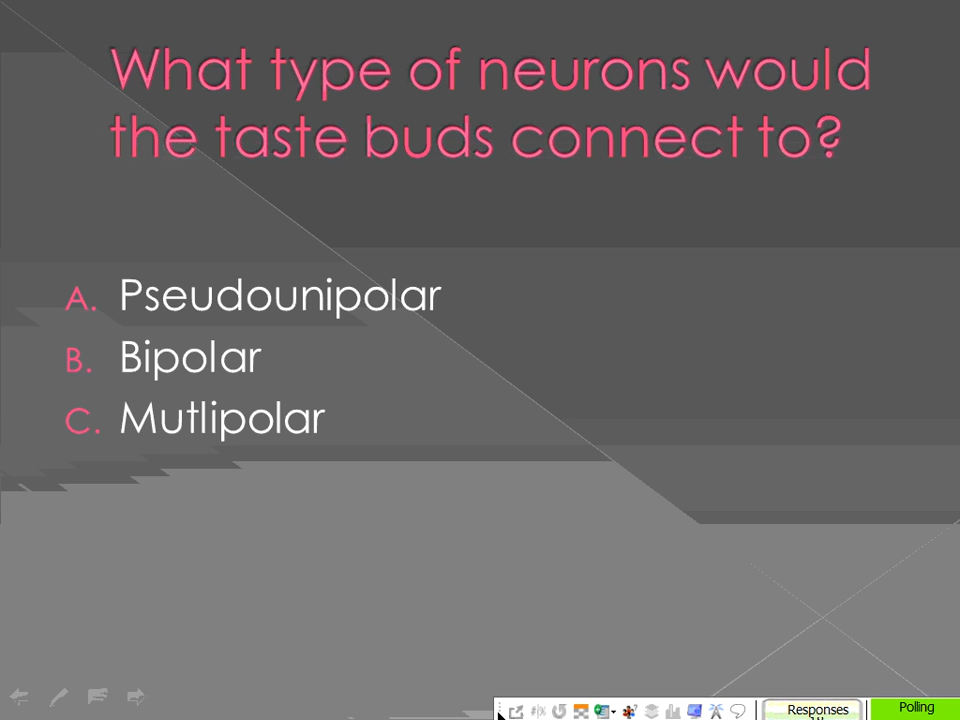 What type of neurons would
the taste buds connect to?
A. Pseudounipolar
B. Bipolar
C. Mutlipolar
Responses
Polling